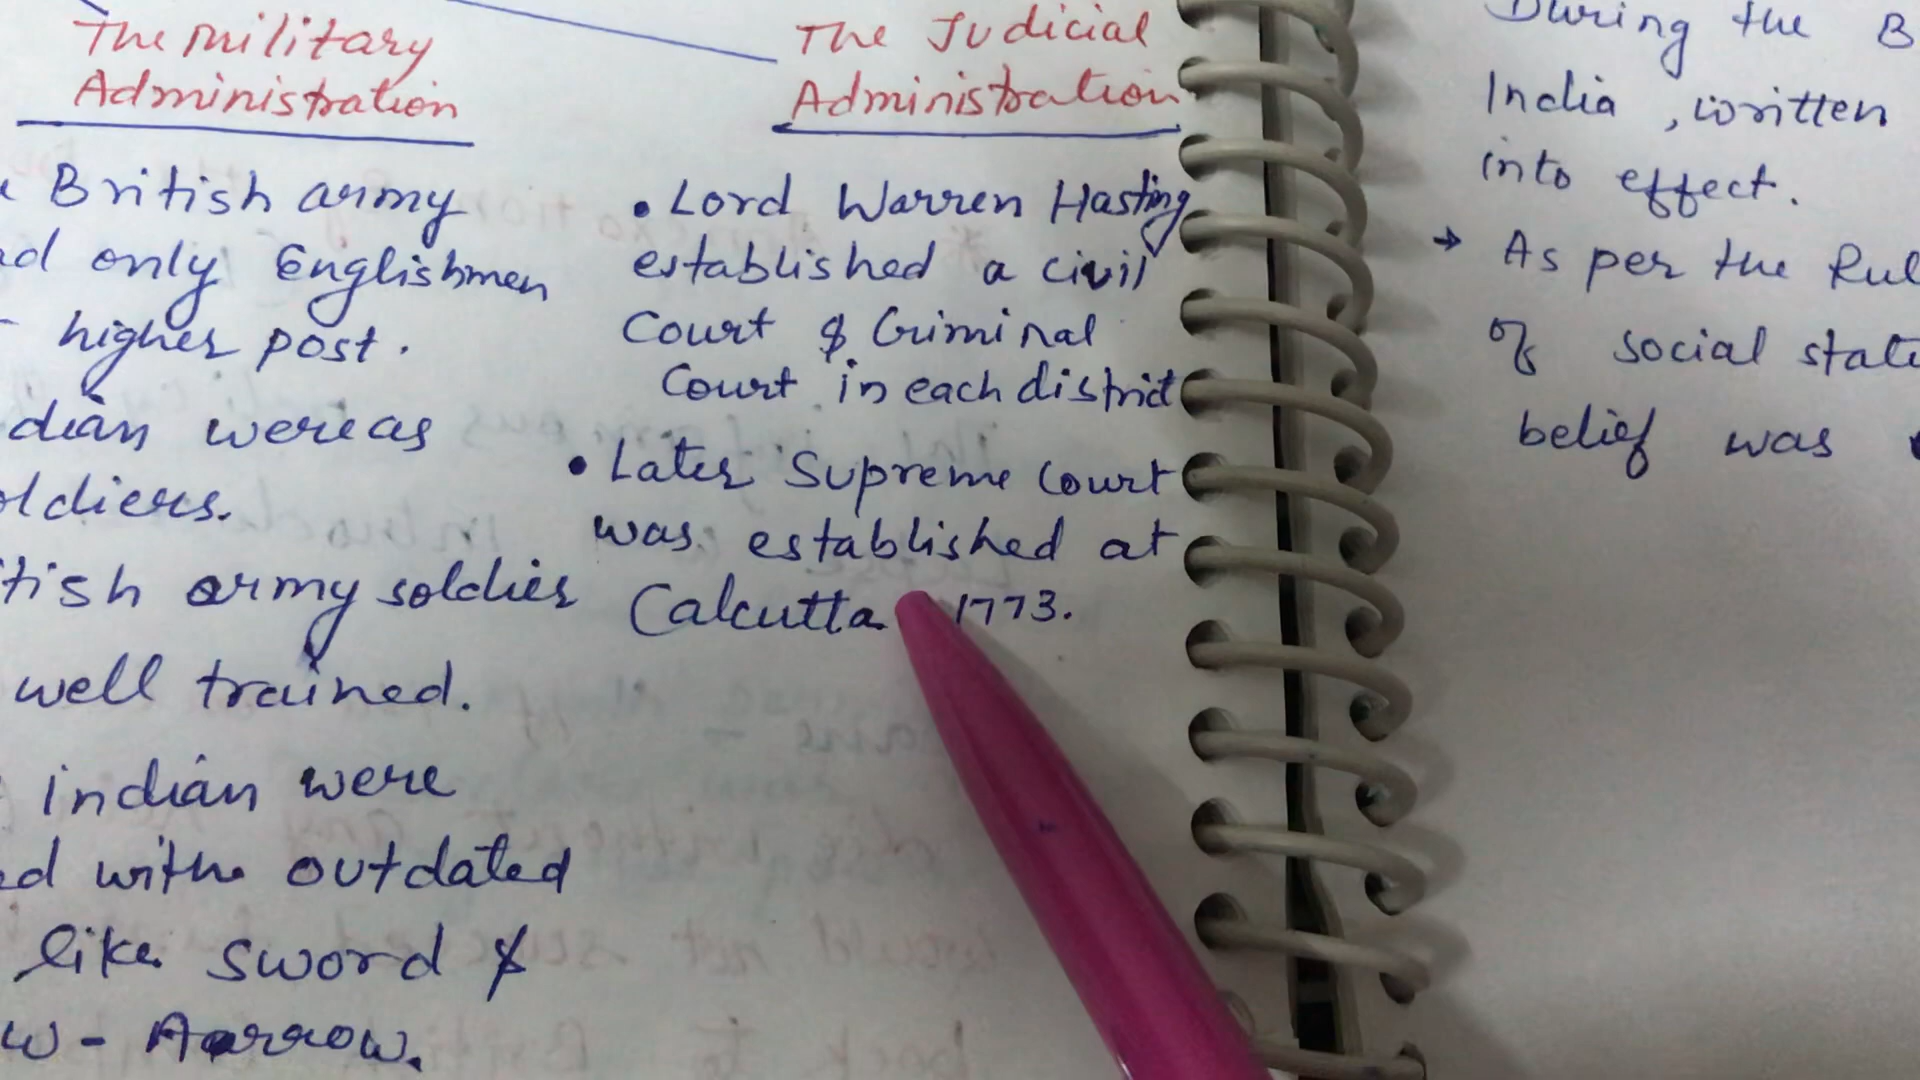 The Military
Administration
British army
only Englishmen
higher post.
were as
soldiers.
army soldier
well trained.
indian were
with outdated
like sword &
- Aarrow.
The Judicial
Administration
• Lord Warren Hasting
established a civil
Court & Criminal
Court in each district
• Later Supreme Court
was established at
Calcutta 1773.
During the B
India, written
into effect.
→ As per the Rul
of social state
belief was